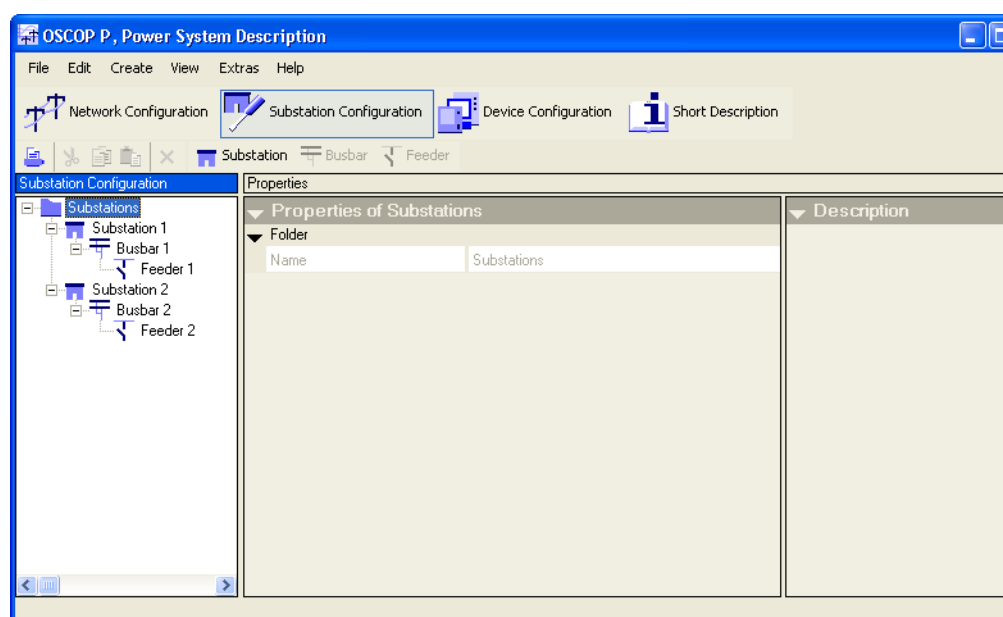 OSCOP P, Power System Description
File Edit Create View Extras Help
Network Configuration Substation Configuration Device Configuration Short Description
Substation Busbar Feeder
Substation Configuration Properties
Substations
Substation 1
Busbar 1
Feeder 1
Substation 2
Busbar 2
Feeder 2
Properties of Substations Description
Folder
Name Substations